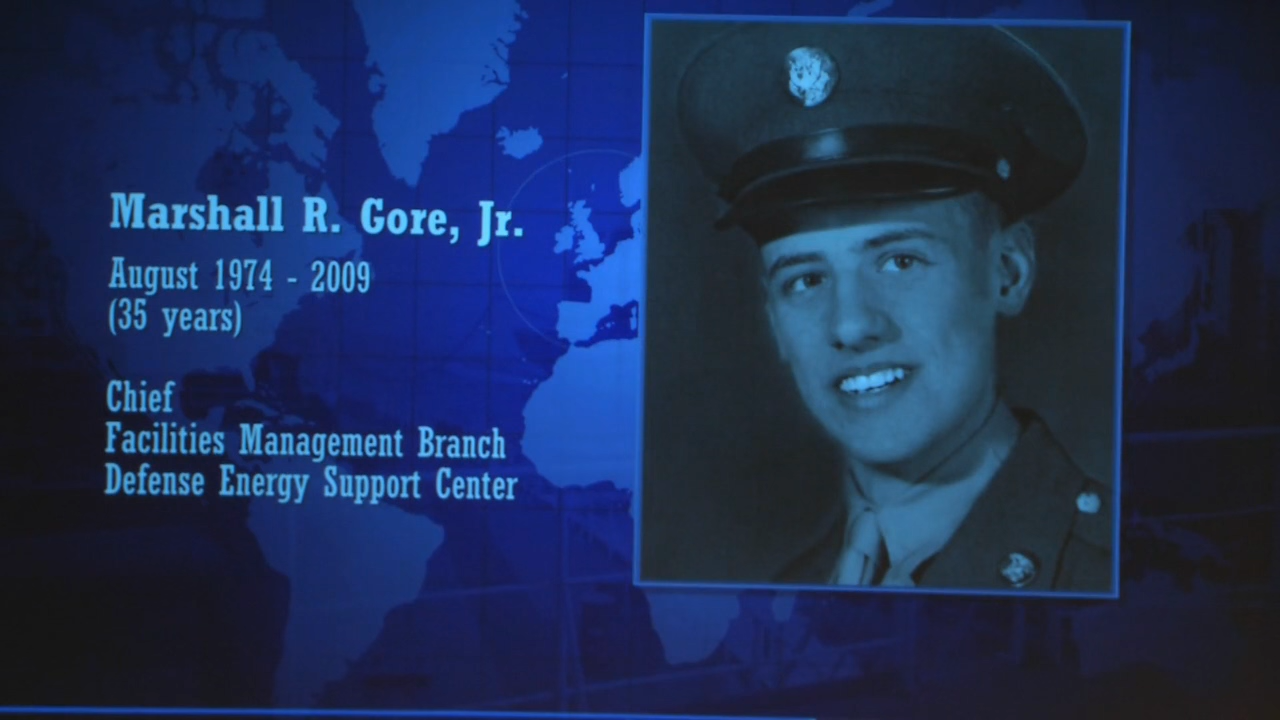 Marshall R. Gore, Jr.
August 1974 - 2009
(35 years)
Chief
Facilities Management Branch
Defense Energy Support Center